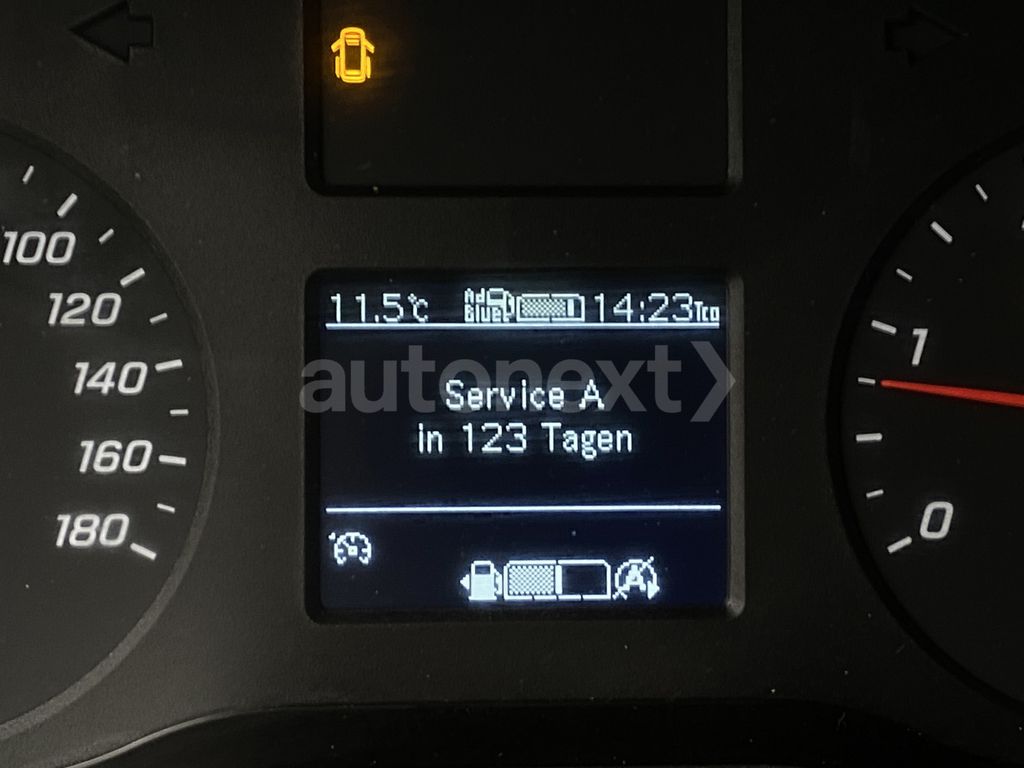 11.5°C AdBlue 14:23 Tco
autonext
Service A
in 123 Tagen
A
100
120
140
160
180
1
0